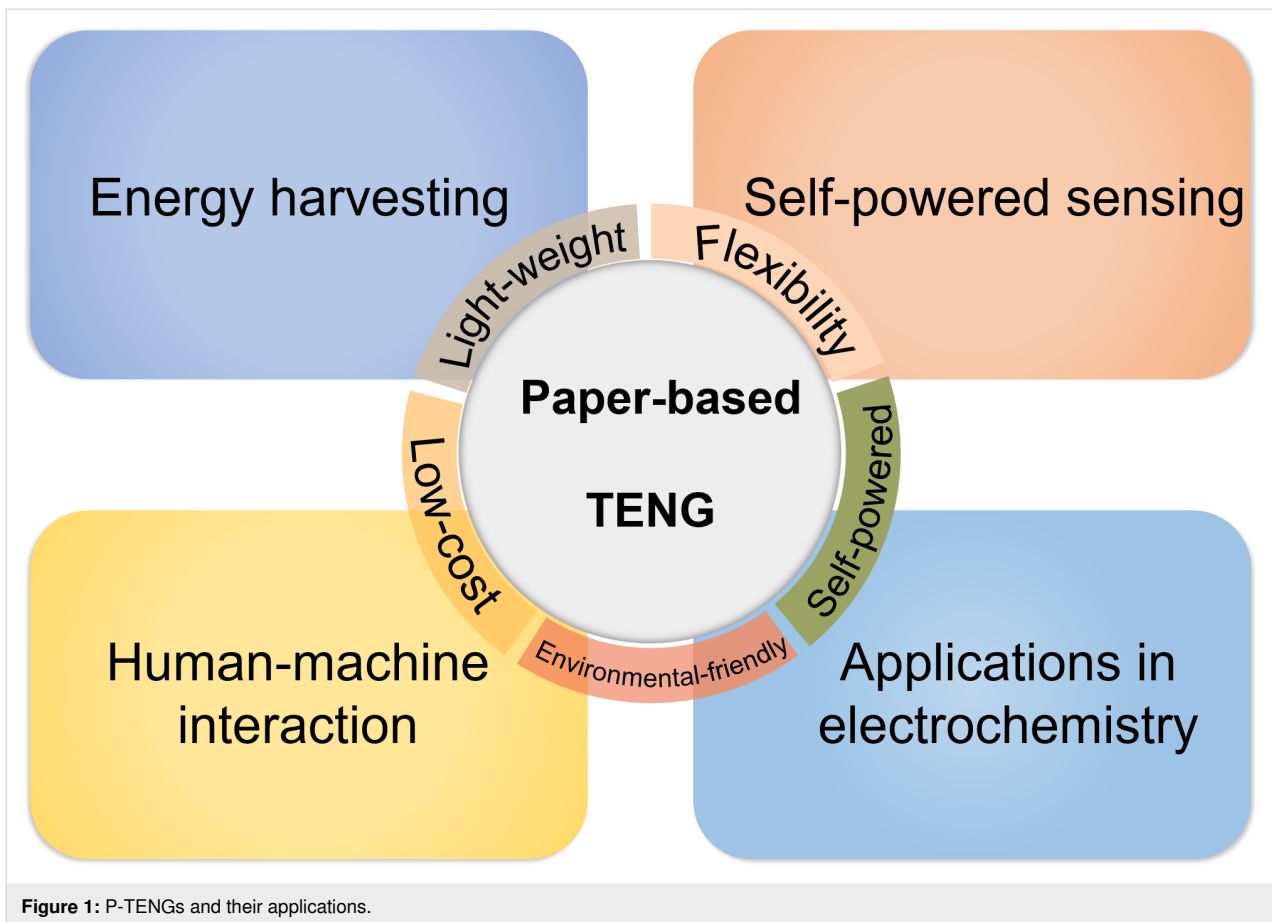 Energy harvesting
Self-powered sensing
Light-weight
Flexibility
Paper-based
TENG
Low-cost
Self-powered
Environmental-friendly
Human-machine
interaction
Applications in
electrochemistry
Figure 1: P-TENGs and their applications.